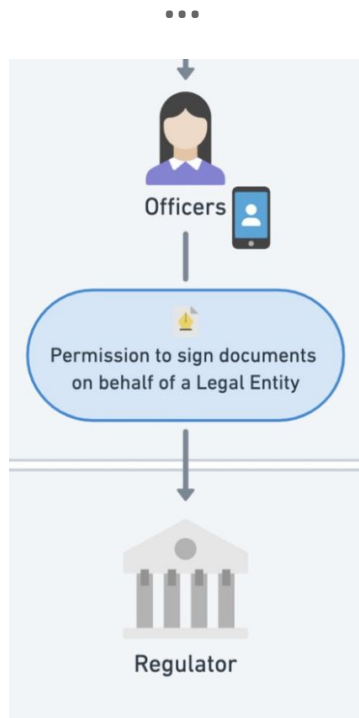 Officers
Permission to sign documents
on behalf of a Legal Entity
Regulator